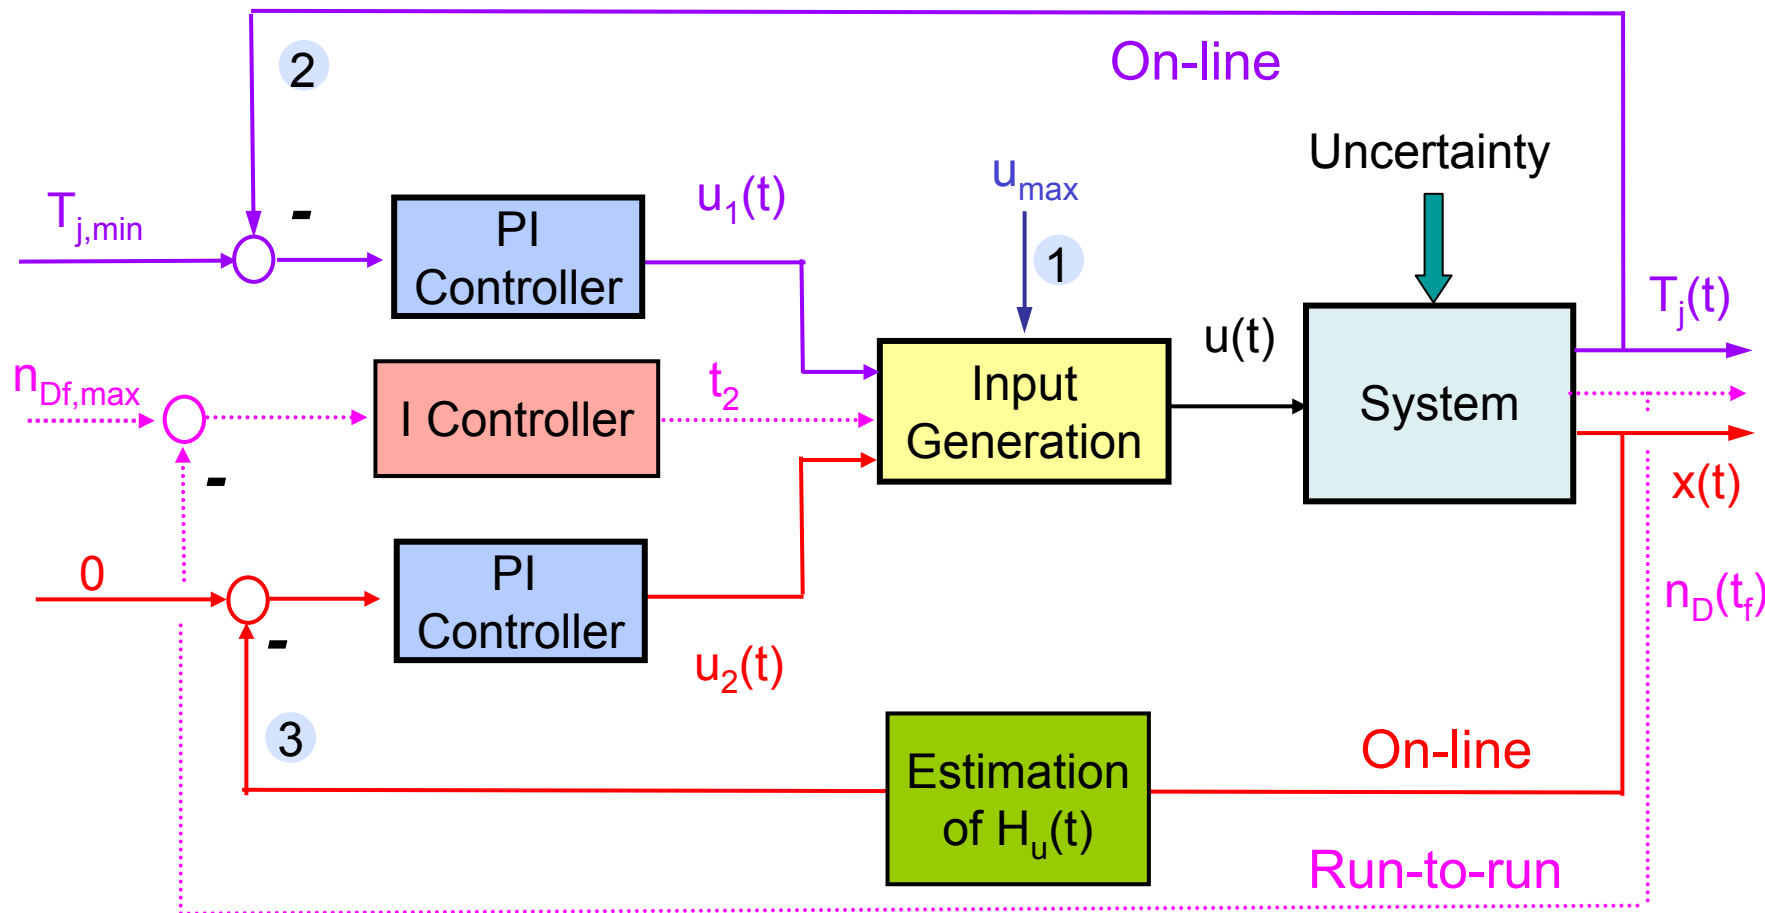 On-line
2
Uncertainty
T_j,min
-
PI
Controller
u_1(t)
u_max
1
T_j(t)
n_Df,max
I Controller
t_2
Input
Generation
u(t)
System
-
x(t)
0
PI
Controller
n_D(t_f)
-
u_2(t)
3
Estimation
of H_u(t)
On-line
Run-to-run